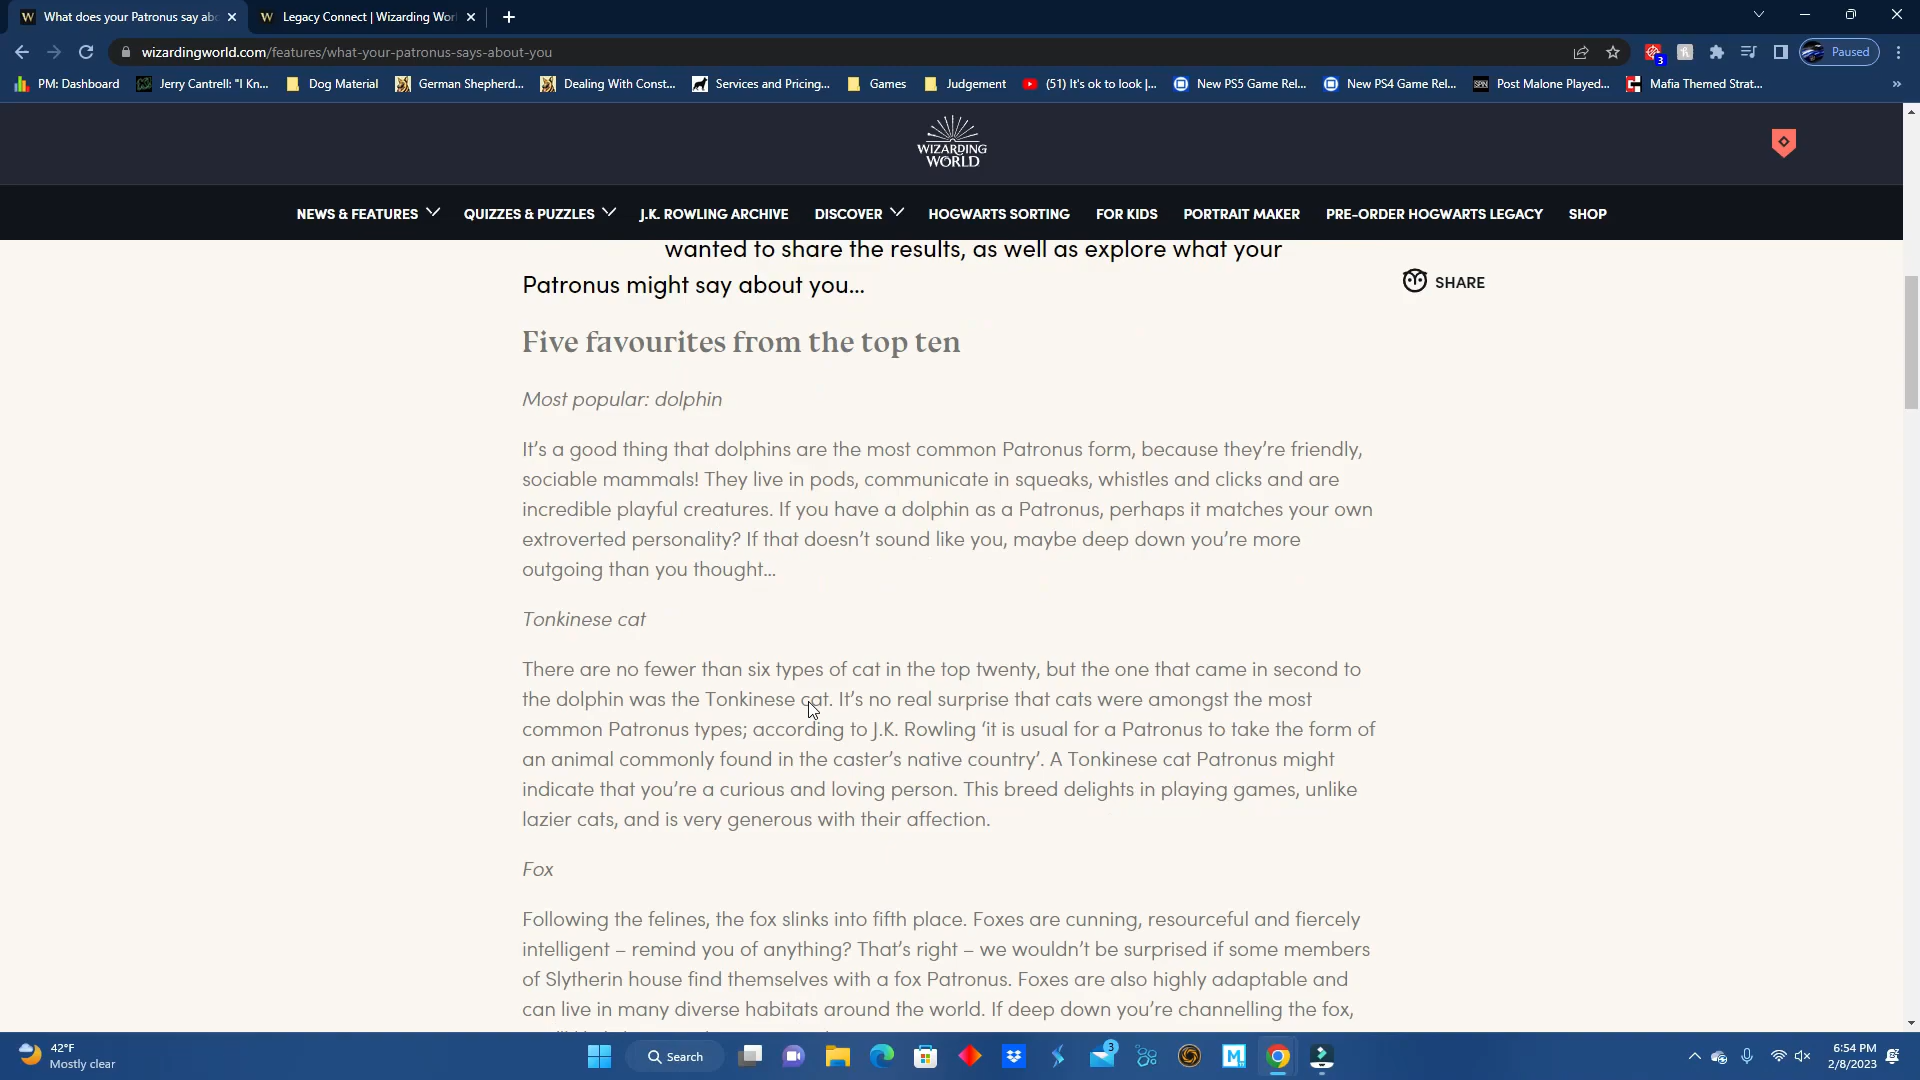 What does your Patronus say abo
Legacy Connect | Wizarding Worl
wizardingworld.com/features/what-your-patronus-says-about-you
3
Paused
PM: Dashboard
Jerry Cantrell: "I Kn...
Dog Material
German Shepherd...
Dealing With Const...
Services and Pricing...
Games
Judgement
(51) It's ok to look |...
New PS5 Game Rel...
New PS4 Game Rel...
SPIN
Post Malone Played...
Mafia Themed Strat...
WIZARDING
WORLD
NEWS & FEATURES
QUIZZES & PUZZLES
J.K. ROWLING ARCHIVE
DISCOVER
HOGWARTS SORTING
FOR KIDS
PORTRAIT MAKER
PRE-ORDER HOGWARTS LEGACY
SHOP
wanted to share the results, as well as explore what your
Patronus might say about you...
SHARE
Five favourites from the top ten
Most popular: dolphin
It's a good thing that dolphins are the most common Patronus form, because they're friendly,
sociable mammals! They live in pods, communicate in squeaks, whistles and clicks and are
incredible playful creatures. If you have a dolphin as a Patronus, perhaps it matches your own
extroverted personality? If that doesn't sound like you, maybe deep down you're more
outgoing than you thought...
Tonkinese cat
There are no fewer than six types of cat in the top twenty, but the one that came in second to
the dolphin was the Tonkinese cat. It's no real surprise that cats were amongst the most
common Patronus types; according to J.K. Rowling 'it is usual for a Patronus to take the form of
an animal commonly found in the caster's native country'. A Tonkinese cat Patronus might
indicate that you're a curious and loving person. This breed delights in playing games, unlike
lazier cats, and is very generous with their affection.
Fox
Following the felines, the fox slinks into fifth place. Foxes are cunning, resourceful and fiercely
intelligent – remind you of anything? That's right – we wouldn't be surprised if some members
of Slytherin house find themselves with a fox Patronus. Foxes are also highly adaptable and
can live in many diverse habitats around the world. If deep down you're channelling the fox,
42°F
Mostly clear
Search
3
6:54 PM
2/8/2023